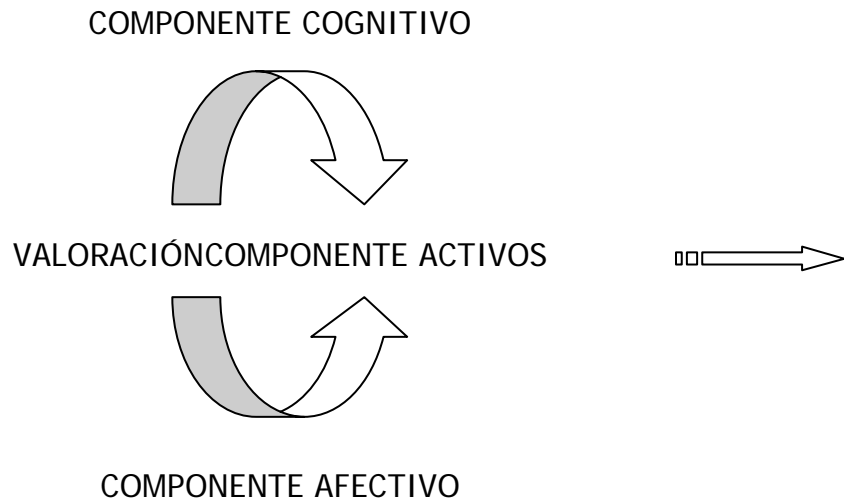 COMPONENTE COGNITIVO
VALORACIÓNCOMPONENTE ACTIVOS
COMPONENTE AFECTIVO